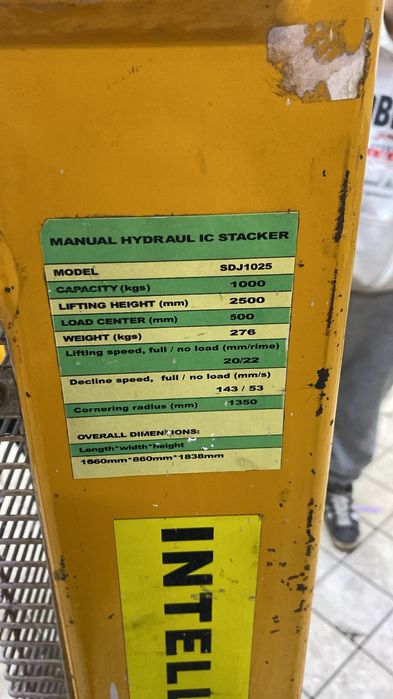 MANUAL HYDRAUL IC STACKER
MODEL SDJ1025
CAPACITY (kgs) 1000
LIFTING HEIGHT (mm) 2500
LOAD CENTER (mm) 500
WEIGHT (kgs) 276
Lifting speed, full / no load (mm/rime)
20/22
Decline speed, full / no load (mm/s)
143 / 53
Cornering radius (mm) 1350
OVERALL DIMENXIONS:
Length*width*height
1660mm*860mm*1838mm
INTELL